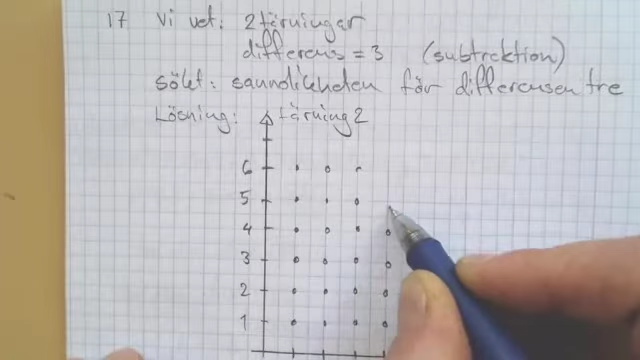 17 Vi vet: 2 tärningar
differens = 3 (subtraktion)
sökt: sannolikheten för differensen tre
Lösning: tärning 2
6
5
4
3
2
1